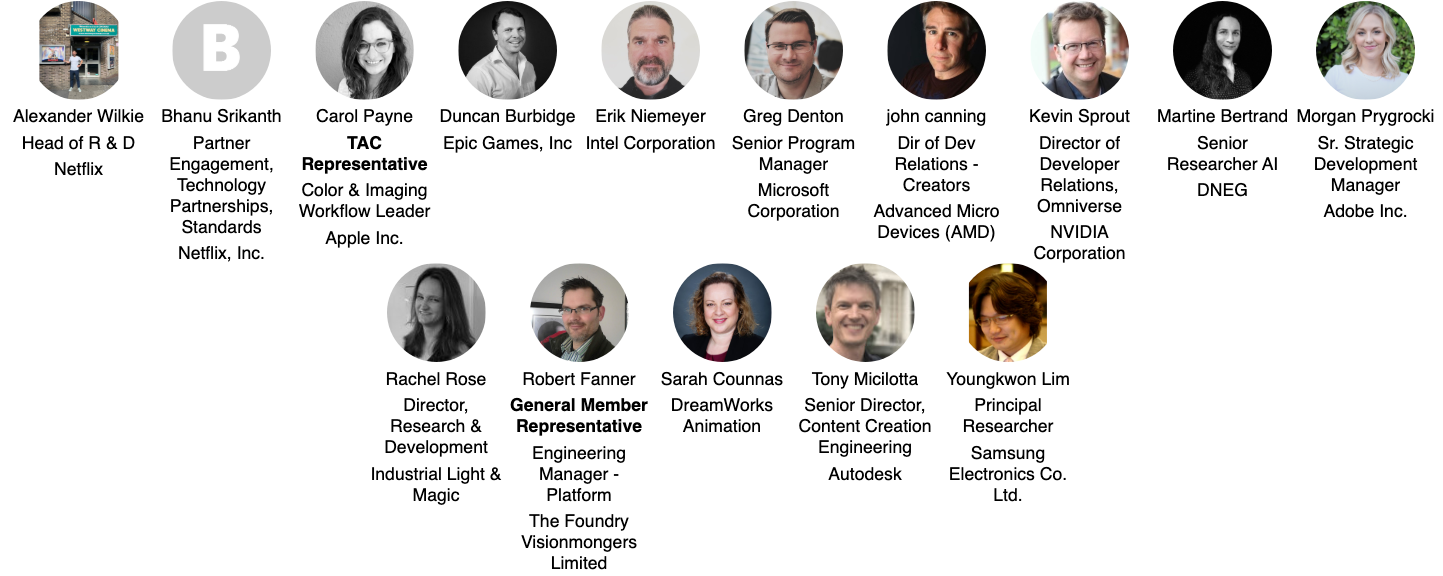 WESTWAY CINEMA
B
Alexander Wilkie
Head of R & D
Netflix
Bhanu Srikanth
Partner
Engagement,
Technology
Partnerships,
Standards
Netflix, Inc.
Carol Payne
TAC
Representative
Color & Imaging
Workflow Leader
Apple Inc.
Duncan Burbidge
Epic Games, Inc
Erik Niemeyer
Intel Corporation
Greg Denton
Senior Program
Manager
Microsoft
Corporation
john canning
Dir of Dev
Relations -
Creators
Advanced Micro
Devices (AMD)
Kevin Sprout
Director of
Developer
Relations,
Omniverse
NVIDIA
Corporation
Martine Bertrand
Senior
Researcher AI
DNEG
Morgan Prygrocki
Sr. Strategic
Development
Manager
Adobe Inc.
Rachel Rose
Director,
Research &
Development
Industrial Light &
Magic
Robert Fanner
General Member
Representative
Engineering
Manager -
Platform
The Foundry
Visionmongers
Limited
Sarah Counnas
DreamWorks
Animation
Tony Micilotta
Senior Director,
Content Creation
Engineering
Autodesk
Youngkwon Lim
Principal
Researcher
Samsung
Electronics Co.
Ltd.